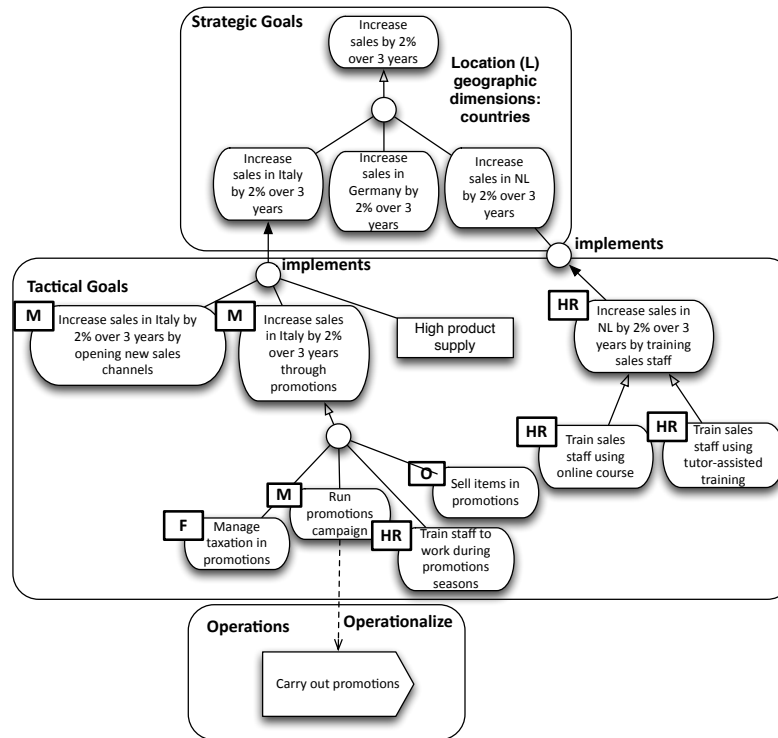 Strategic Goals
Increase
sales by 2%
over 3 years
Location (L)
geographic
dimensions:
countries
Increase
sales in Italy
by 2% over 3
years
Increase
sales in
Germany by
2% over 3
years
Increase
sales in NL
by 2% over 3
years
implements
implements
Tactical Goals
M
Increase sales in Italy by
2% over 3 years by
opening new sales
channels
M
Increase sales
in Italy by 2%
over 3 years
through
promotions
High product
supply
HR
Increase sales in
NL by 2% over 3
years by training
sales staff
HR
Train sales
staff using
online course
HR
Train sales
staff using
tutor-assisted
training
O
Sell items in
promotions
M
Run
promotions
campaign
F
Manage
taxation in
promotions
HR
Train staff to
work during
promotions
seasons
Operations
Operationalize
Carry out promotions